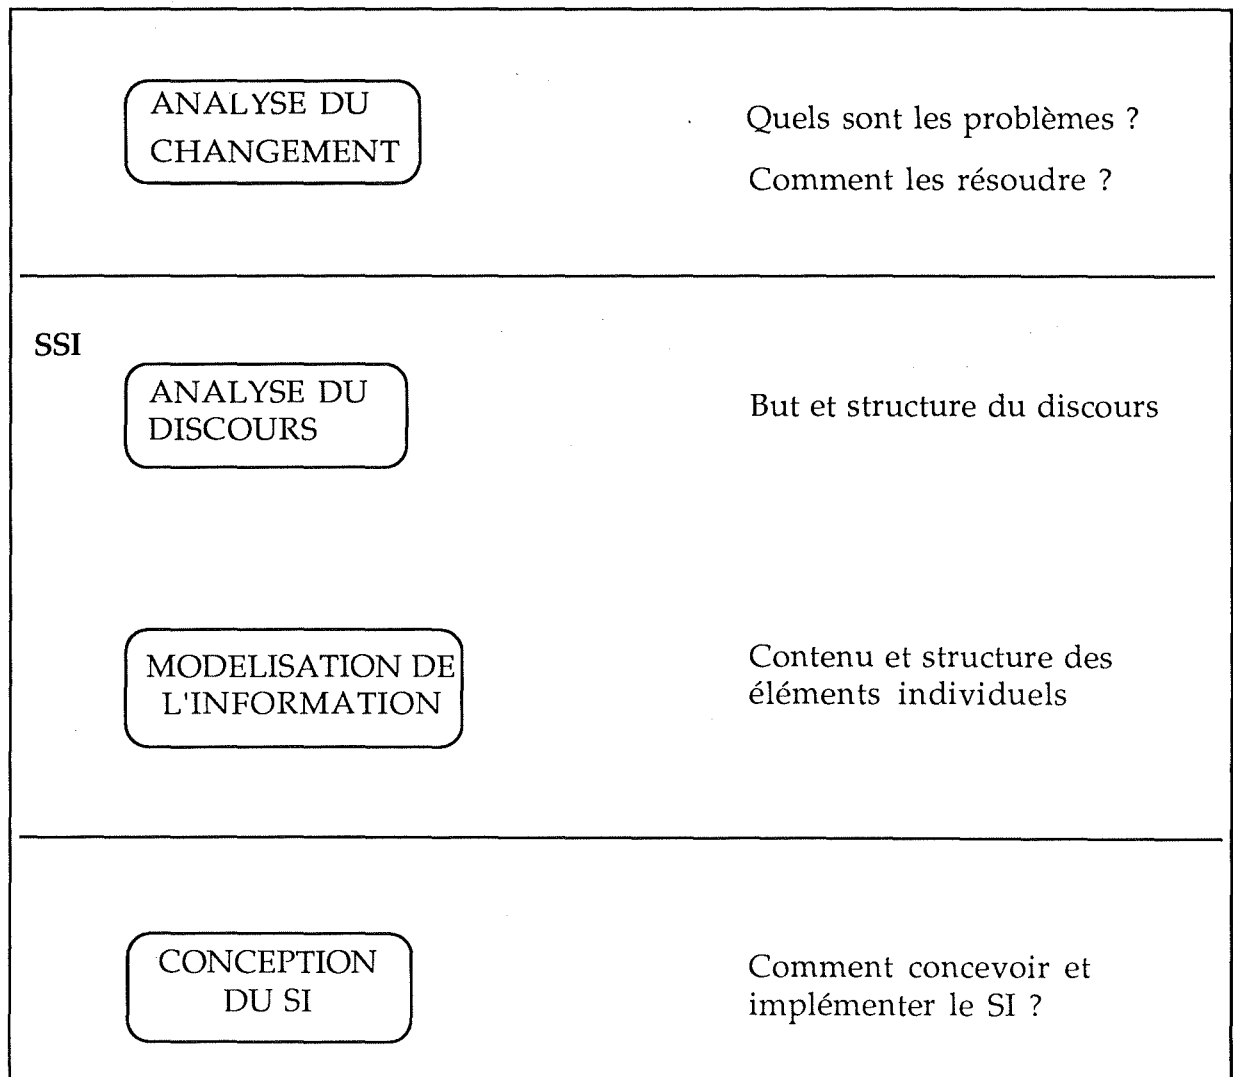 ANALYSE DU
CHANGEMENT
Quels sont les problèmes ?
Comment les résoudre ?
SSI
ANALYSE DU
DISCOURS
But et structure du discours
MODELISATION DE
L'INFORMATION
Contenu et structure des
éléments individuels
CONCEPTION
DU SI
Comment concevoir et
implémenter le SI ?